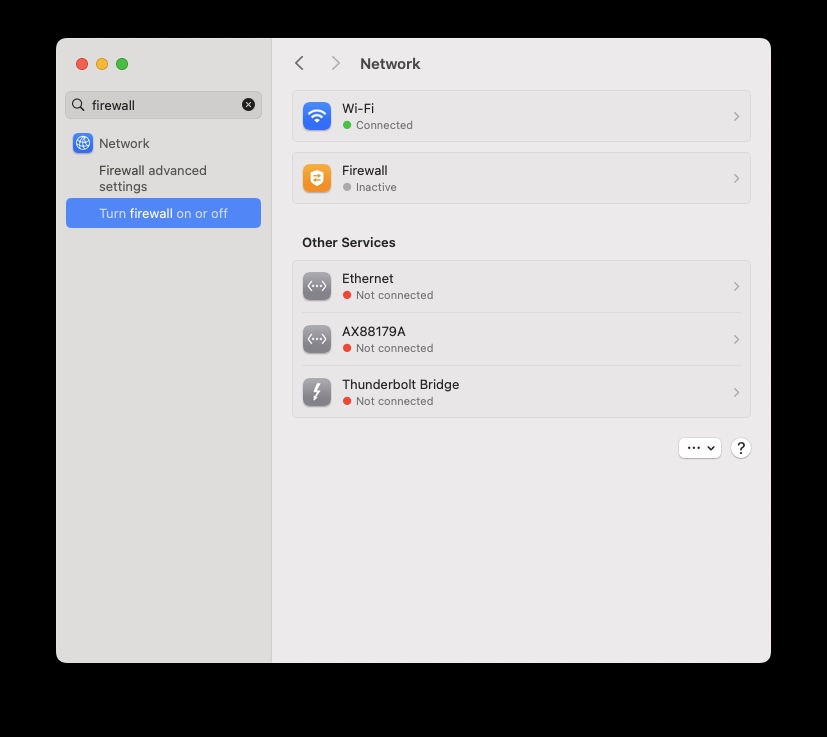 Network
firewall
Network
Firewall advanced
settings
Turn firewall on or off
Wi-Fi
Connected
Firewall
Inactive
Other Services
Ethernet
Not connected
AX88179A
Not connected
Thunderbolt Bridge
Not connected
?